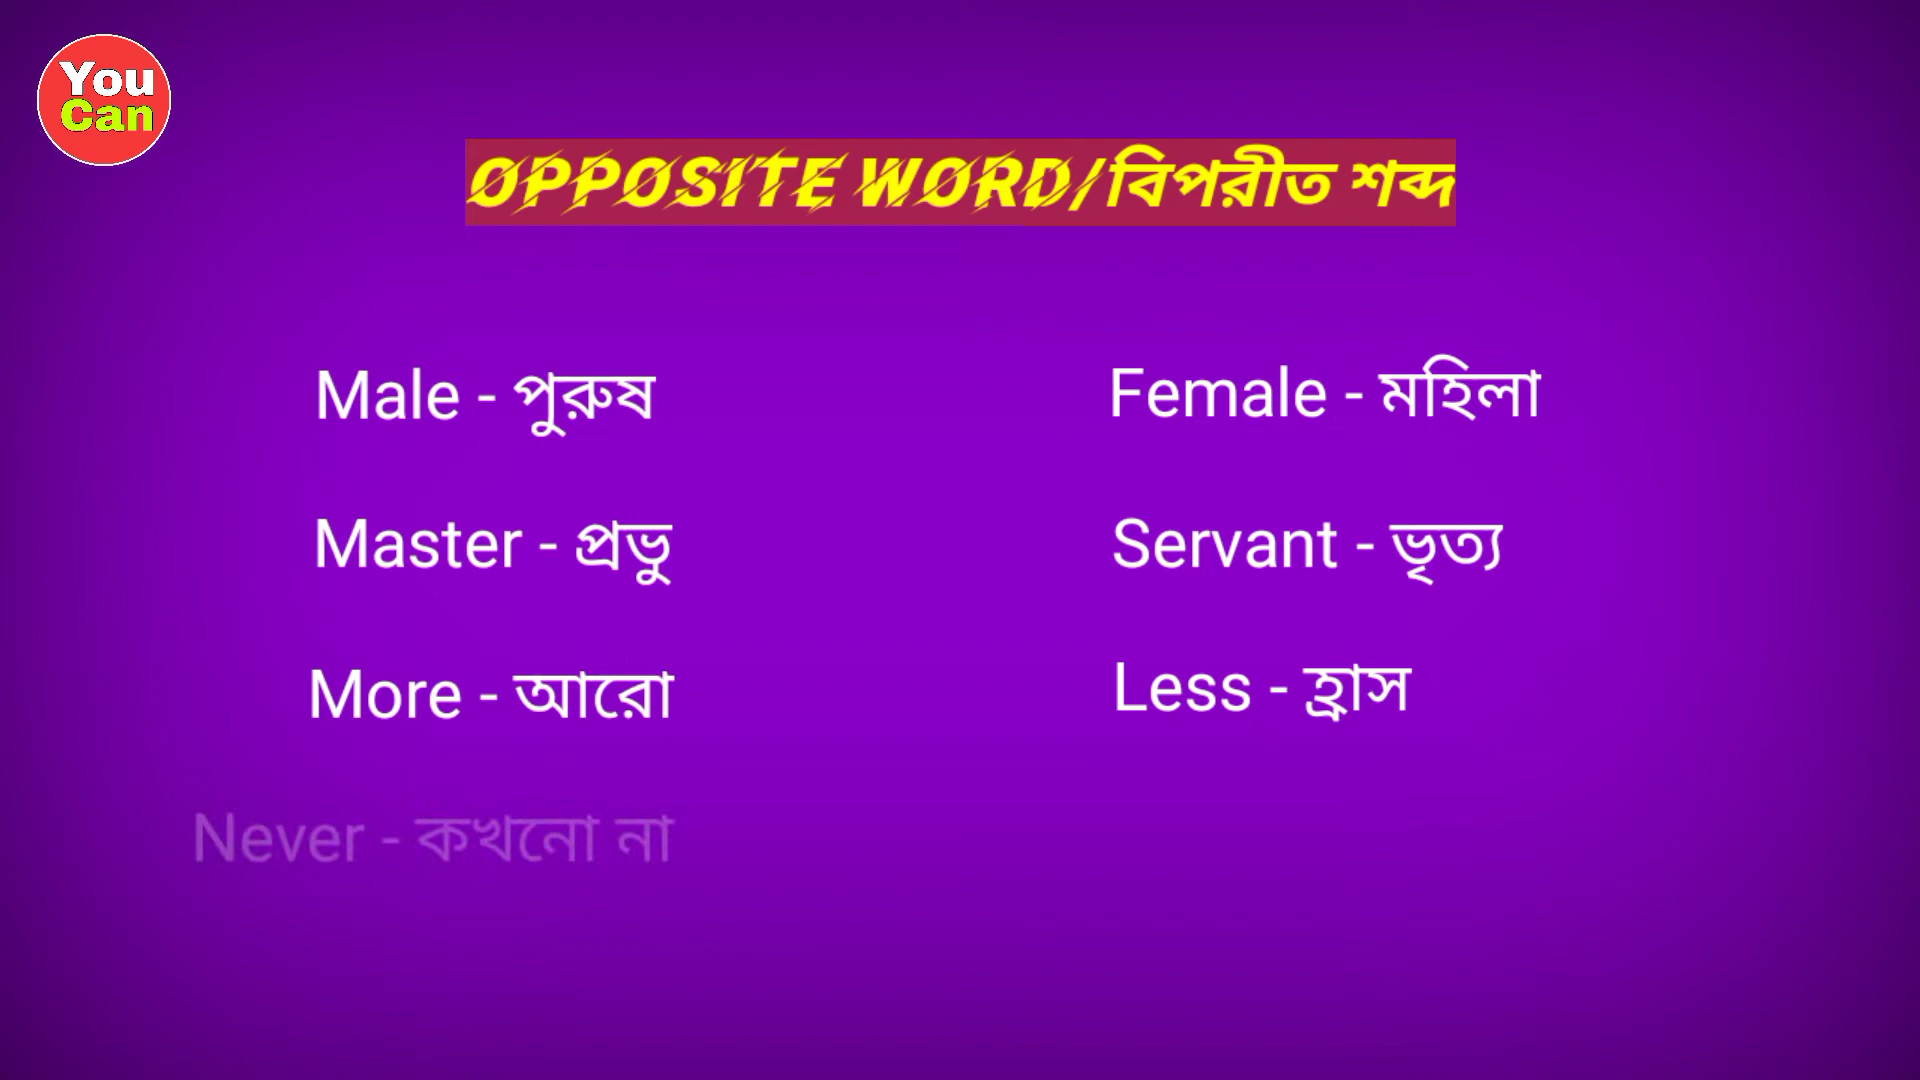 You
Can
OPPOSITE WORD/বিপরীত শব্দ
Male - পুরুষ
Female - মহিলা
Master - প্রভু
Servant - ভৃত্য
More - আরো
Less - হ্রাস
Never - কখনো না